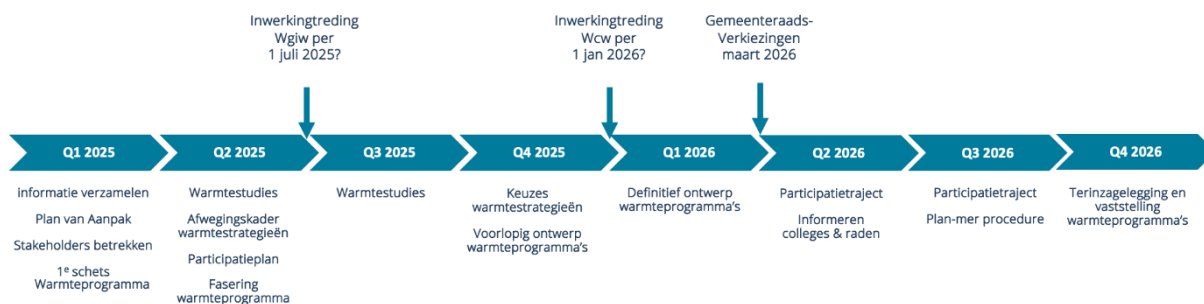 Inwerkingtreding
Wgiw per
1 juli 2025?
Inwerkingtreding
Wcw per
1 jan 2026?
Gemeenteraads-
Verkiezingen
maart 2026
Q1 2025
Q2 2025
Q3 2025
Q4 2025
Q1 2026
Q2 2026
Q3 2026
Q4 2026
informatie verzamelen
Plan van Aanpak
Stakeholders betrekken
1e schets
Warmteprogramma
Warmtestudies
Afwegingskader
warmtestrategieën
Participatieplan
Fasering
warmteprogramma
Warmtestudies
Keuzes
warmtestrategieën
Voorlopig ontwerp
warmteprogramma's
Definitief ontwerp
warmteprogramma's
Participatietraject
Informeren
colleges & raden
Participatietraject
Plan-mer procedure
Terinzagelegging en
vaststelling
warmteprogramma's